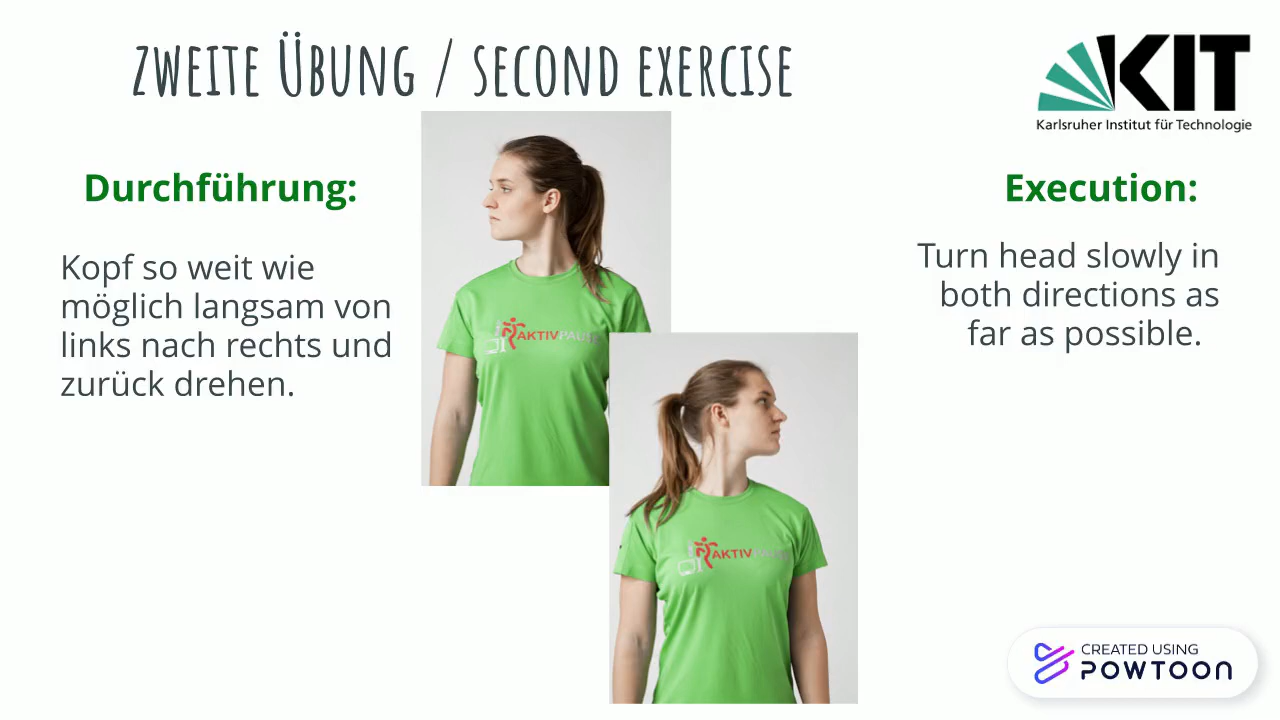 ZWEITE ÜBUNG / SECOND EXERCISE
KIT
Karlsruher Institut für Technologie
Durchführung:
Kopf so weit wie
möglich langsam von
links nach rechts und
zurück drehen.
AKTIVPAUSE
AKTIVPAUSE
Execution:
Turn head slowly in
both directions as
far as possible.
CREATED USING
POWTOON